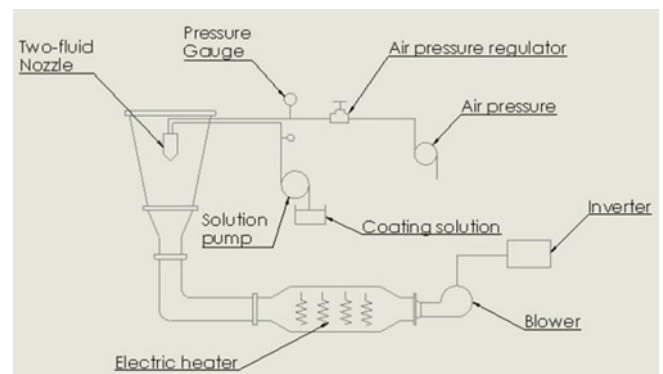 Two-fluid
Nozzle
Pressure
Gauge
Air pressure regulator
Air pressure
Solution
pump
Coating solution
Inverter
Blower
Electric heater